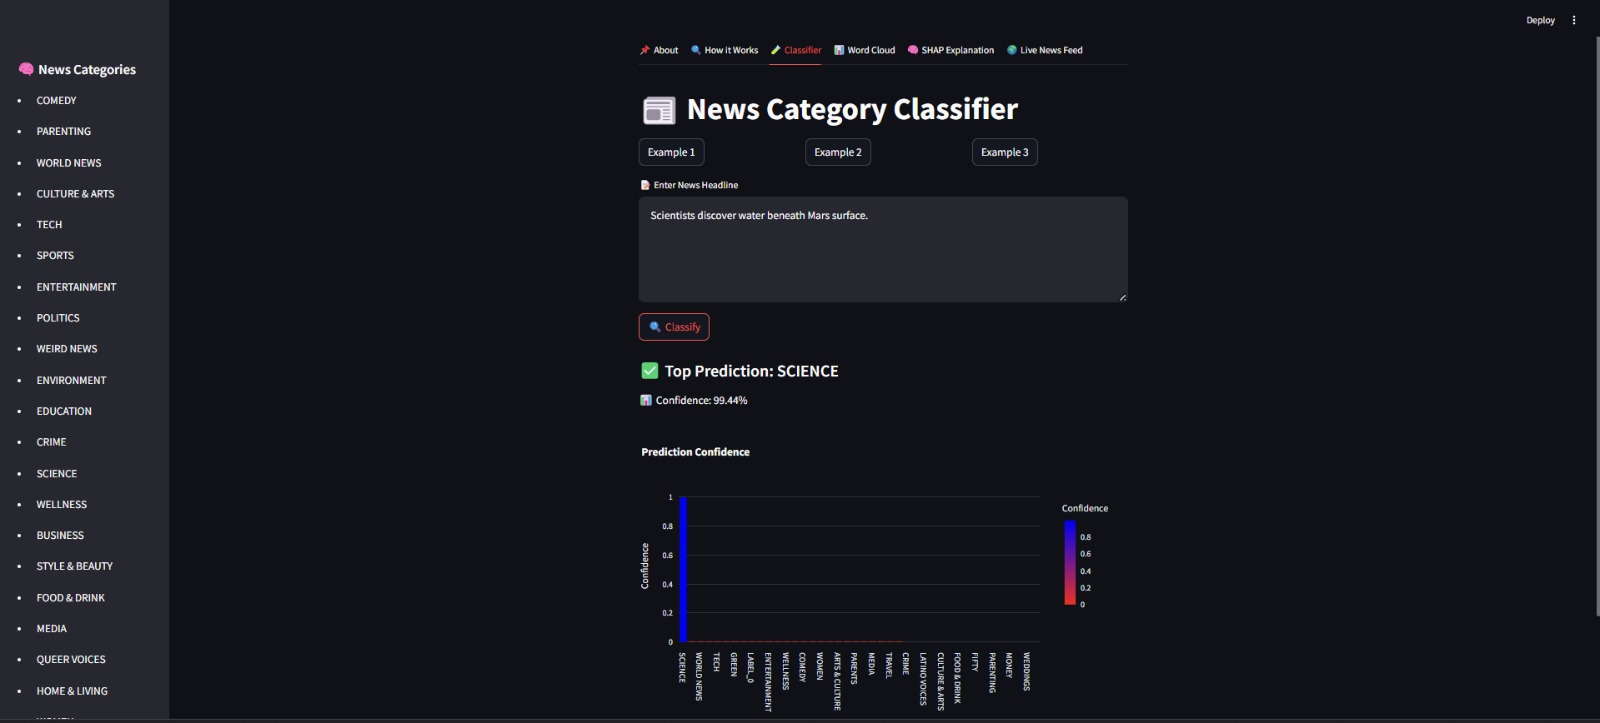 Deploy
News Categories
COMEDY
PARENTING
WORLD NEWS
CULTURE & ARTS
TECH
SPORTS
ENTERTAINMENT
POLITICS
WEIRD NEWS
ENVIRONMENT
EDUCATION
CRIME
SCIENCE
WELLNESS
BUSINESS
STYLE & BEAUTY
FOOD & DRINK
MEDIA
QUEER VOICES
HOME & LIVING
About
How it Works
Classifier
Word Cloud
SHAP Explanation
Live News Feed
News Category Classifier
Example 1
Example 2
Example 3
Enter News Headline
Scientists discover water beneath Mars surface.
Classify
Top Prediction: SCIENCE
Confidence: 99.44%
Prediction Confidence
Confidence
1
0.8
0.6
0.4
0.2
0
SCIENCE
WORLD NEWS
TECH
GREEN
LABEL_0
ENTERTAINMENT
WELLNESS
COMEDY
WOMEN
ARTS & CULTURE
PARENTS
MEDIA
TRAVEL
CRIME
LATINO VOICES
CULTURE & ARTS
FOOD & DRINK
FIFTY
PARENTING
MONEY
WEDDINGS
Confidence
0.8
0.6
0.4
0.2
0